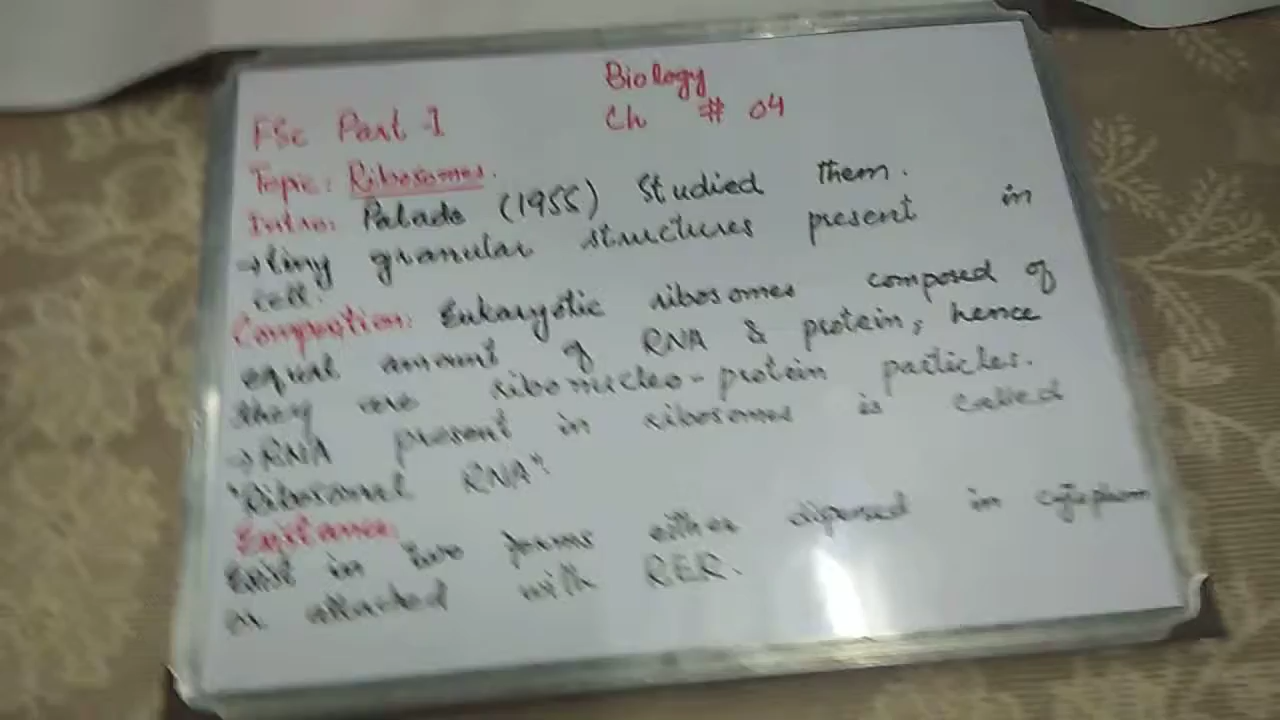 Biology
FSc Part-I Ch # 04
Topic: Ribosomes.
Intro: Palade (1955) studied them.
→tiny granular structures present in
cell.
Composition: Eukaryotic ribosomes composed of
equal amount of RNA & protein, hence
they are ribonucleo-protein particles.
→RNA present in ribosomes is called
"Ribosomal RNA"
Existance:
Exist in two forms either dispersed in cytoplasm
or attached with RER.